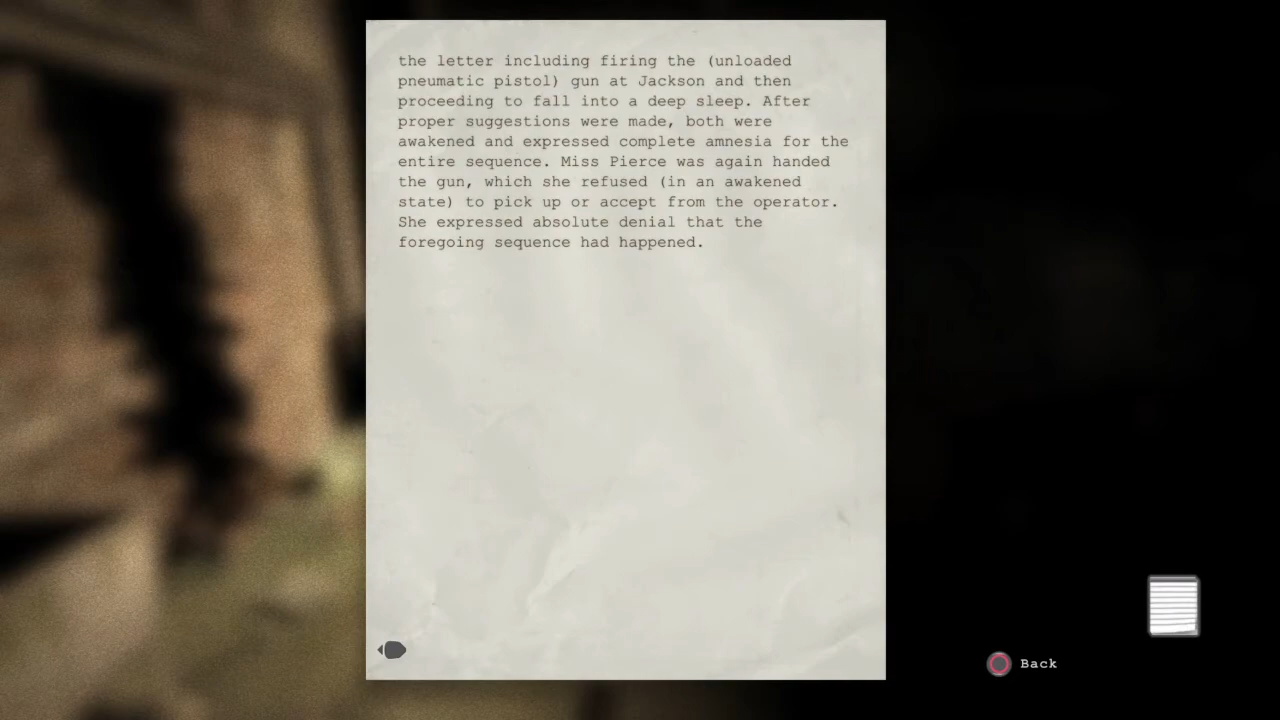 the letter including firing the (unloaded
pneumatic pistol) gun at Jackson and then
proceeding to fall into a deep sleep. After
proper suggestions were made, both were
awakened and expressed complete amnesia for the
entire sequence. Miss Pierce was again handed
the gun, which she refused (in an awakened
state) to pick up or accept from the operator.
She expressed absolute denial that the
foregoing sequence had happened.
Back